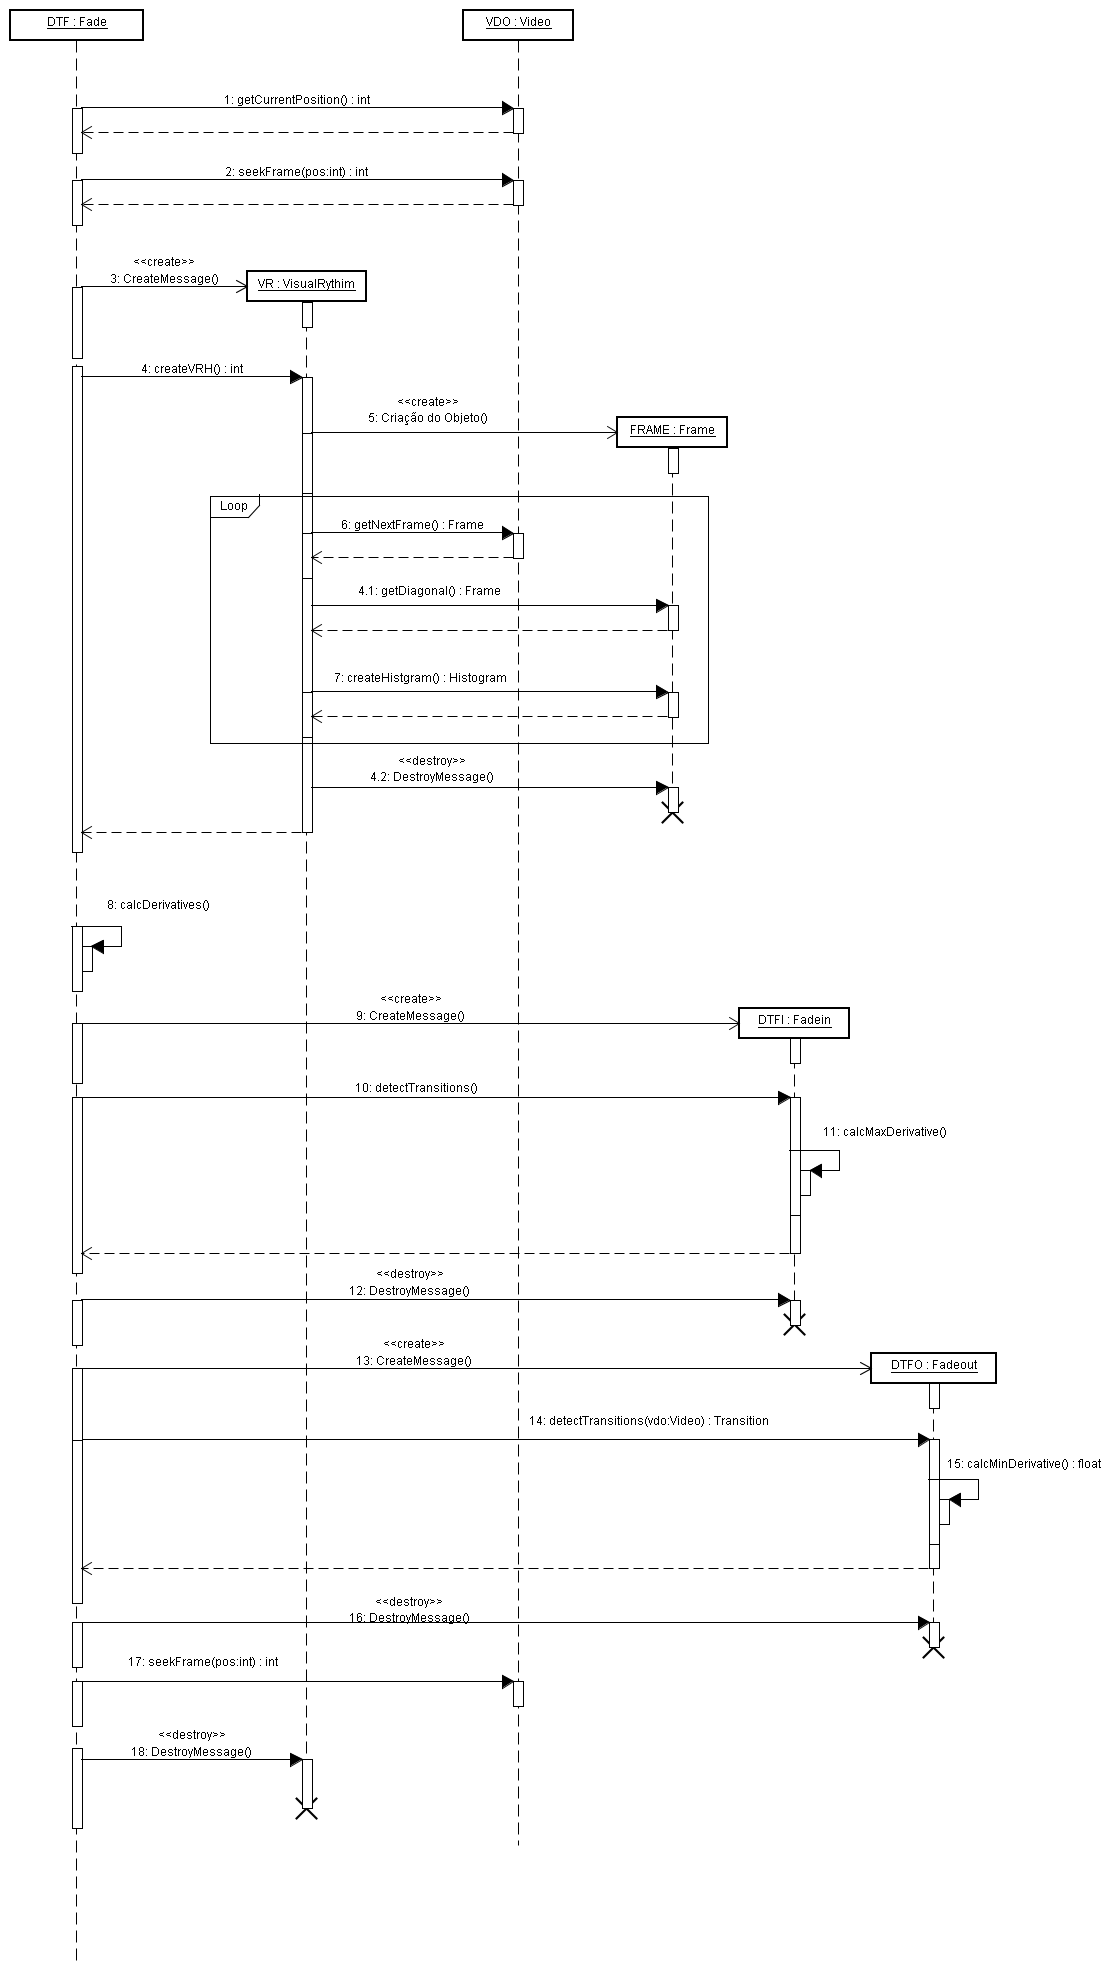 DTF : Fade
VDO : Video
1: getCurrentPosition() : int
2: seekFrame(pos:int) : int
<<create>>
3: CreateMessage()
VR : VisualRythim
4: createVRH() : int
<<create>>
5: Criação do Objeto()
FRAME : Frame
Loop
6: getNextFrame() : Frame
4.1: getDiagonal() : Frame
7: createHistgram() : Histogram
<<destroy>>
4.2: DestroyMessage()
8: calcDerivatives()
<<create>>
9: CreateMessage()
DTFI : Fadein
10: detectTransitions()
11: calcMaxDerivative()
<<destroy>>
12: DestroyMessage()
<<create>>
13: CreateMessage()
DTFO : Fadeout
14: detectTransitions(vdo:Video) : Transition
15: calcMinDerivative() : float
<<destroy>>
16: DestroyMessage()
17: seekFrame(pos:int) : int
<<destroy>>
18: DestroyMessage()